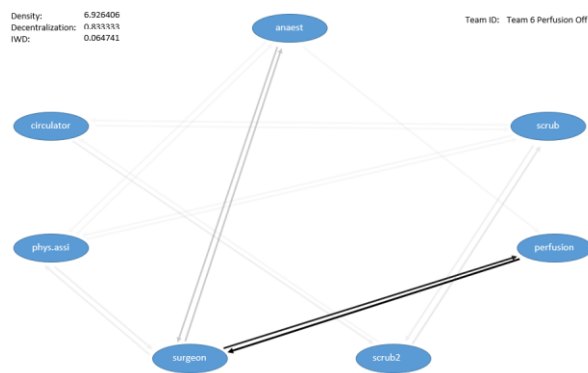 Density: 6.926406
Decentralization: 0.833333
IWD: 0.064741
Team ID: Team 6 Perfusion Off
anaest
circulator
scrub
phys.assi
perfusion
surgeon
scrub2